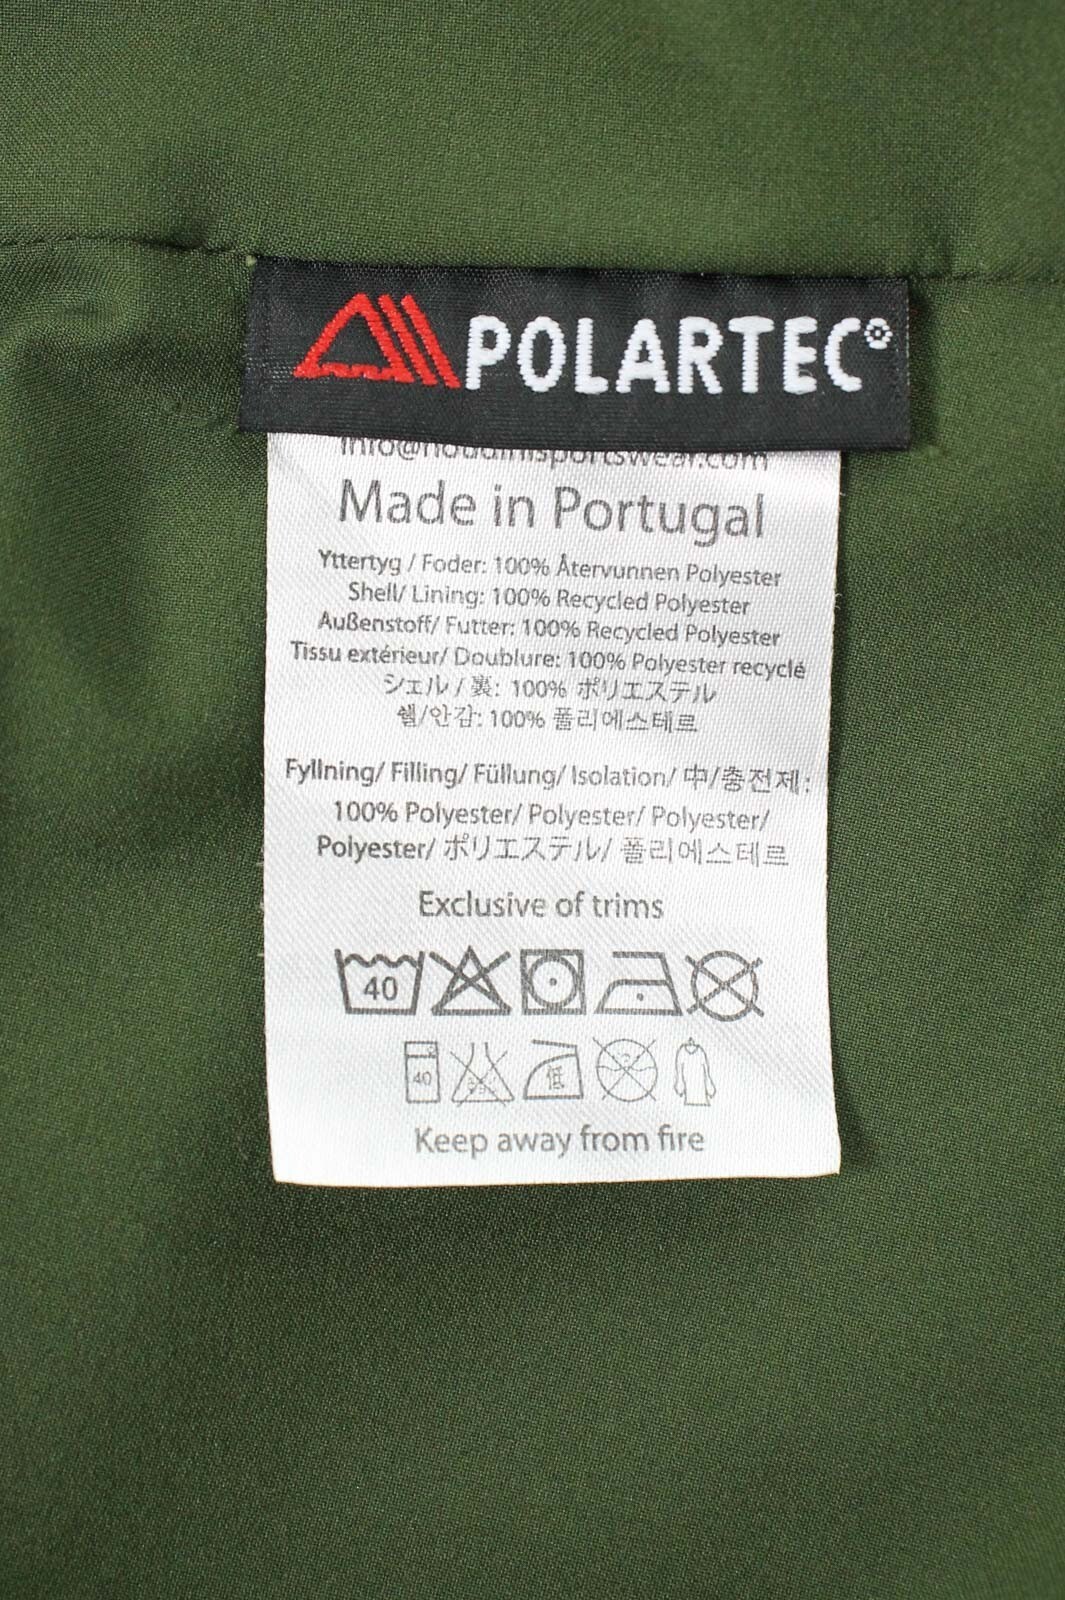 POLARTEC®
info@houdinisportswear.com
Made in Portugal
Yttertyg / Foder: 100% Återvunnen Polyester
Shell/ Lining: 100% Recycled Polyester
Außenstoff/ Futter: 100% Recycled Polyester
Tissu extérieur/ Doublure: 100% Polyester recyclé
シェル / 裏: 100% ポリエステル
쉘/안감: 100% 폴리에스테르
Fyllning/ Filling/ Füllung/ Isolation/ 中/충전제:
100% Polyester/ Polyester/ Polyester/
Polyester/ ポリエステル/ 폴리에스테르
Exclusive of trims
40
40 低
Keep away from fire